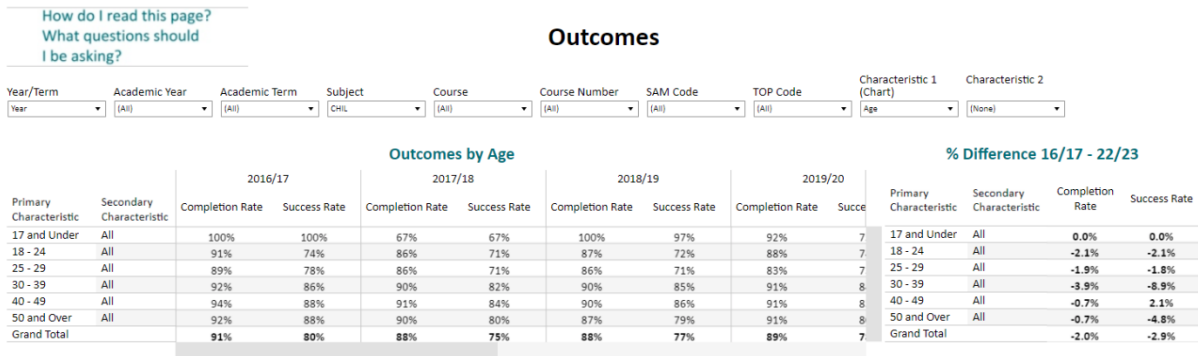 How do I read this page?
What questions should
I be asking?
Outcomes
Year/Term Academic Year Academic Term Subject Course Course Number SAM Code TOP Code Characteristic 1 (Chart) Characteristic 2
Year (All) (All) CHIL (All) (All) (All) (All) Age (None)
Outcomes by Age
2016/17 2017/18 2018/19 2019/20
Primary Characteristic Secondary Characteristic Completion Rate Success Rate Completion Rate Success Rate Completion Rate Success Rate Completion Rate Succe
17 and Under All 100% 100% 67% 67% 100% 97% 92% 7
18 - 24 All 91% 74% 86% 71% 87% 72% 88%
25 - 29 All 89% 78% 86% 71% 86% 71% 83% 7
30 - 39 All 92% 86% 90% 82% 90% 85% 91% 8
40 - 49 All 94% 88% 91% 84% 90% 86% 91% 8
50 and Over All 92% 88% 90% 80% 87% 79% 91% 8
Grand Total 91% 80% 88% 75% 88% 77% 89% 7
% Difference 16/17 - 22/23
Primary Characteristic Secondary Characteristic Completion Rate Success Rate
17 and Under All 0.0% 0.0%
18 - 24 All -2.1% -2.1%
25 - 29 All -1.9% -1.8%
30 - 39 All -3.9% -8.9%
40 - 49 All -0.7% 2.1%
50 and Over All -0.7% -4.8%
Grand Total -2.0% -2.9%